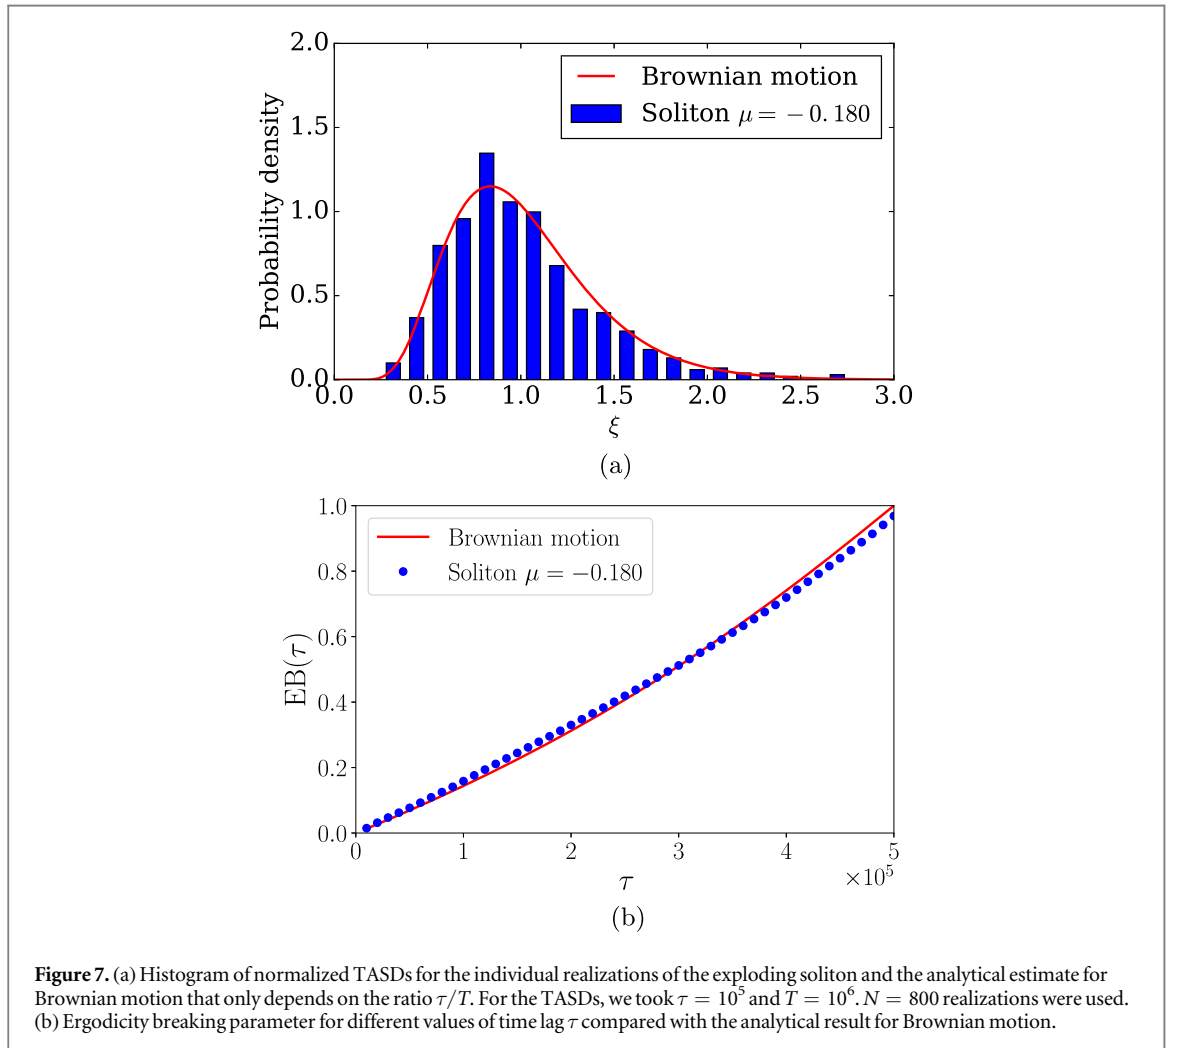 2.0
1.5
1.0
0.5
0.0
Probability density
Brownian motion
Soliton μ = − 0.180
0.0 0.5 1.0 1.5 2.0 2.5 3.0
ξ
(a)
1.0
0.8
0.6
0.4
0.2
0.0
EB(τ)
Brownian motion
Soliton μ = −0.180
0 1 2 3 4 5
×10⁵
τ
(b)
Figure 7. (a) Histogram of normalized TASDs for the individual realizations of the exploding soliton and the analytical estimate for
Brownian motion that only depends on the ratio τ/T. For the TASDs, we took τ = 10⁵ and T = 10⁶. N = 800 realizations were used.
(b) Ergodicity breaking parameter for different values of time lag τ compared with the analytical result for Brownian motion.